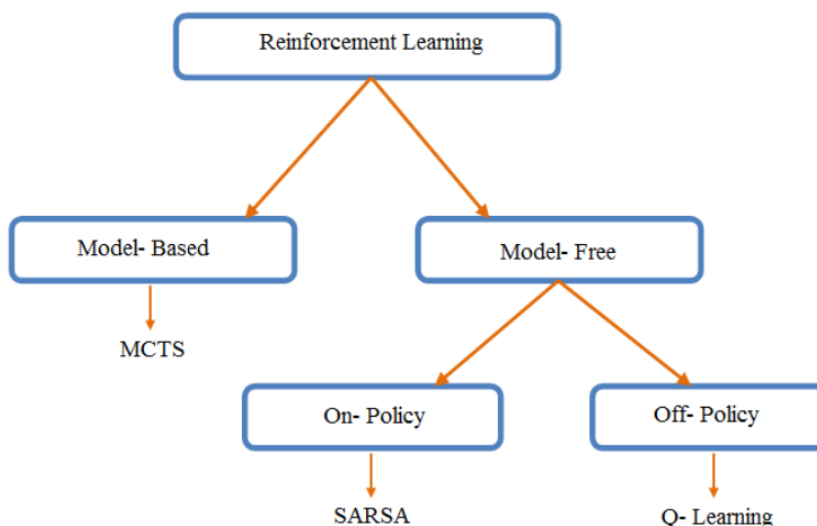 Reinforcement Learning
Model- Based
Model- Free
MCTS
On- Policy
Off- Policy
SARSA
Q- Learning